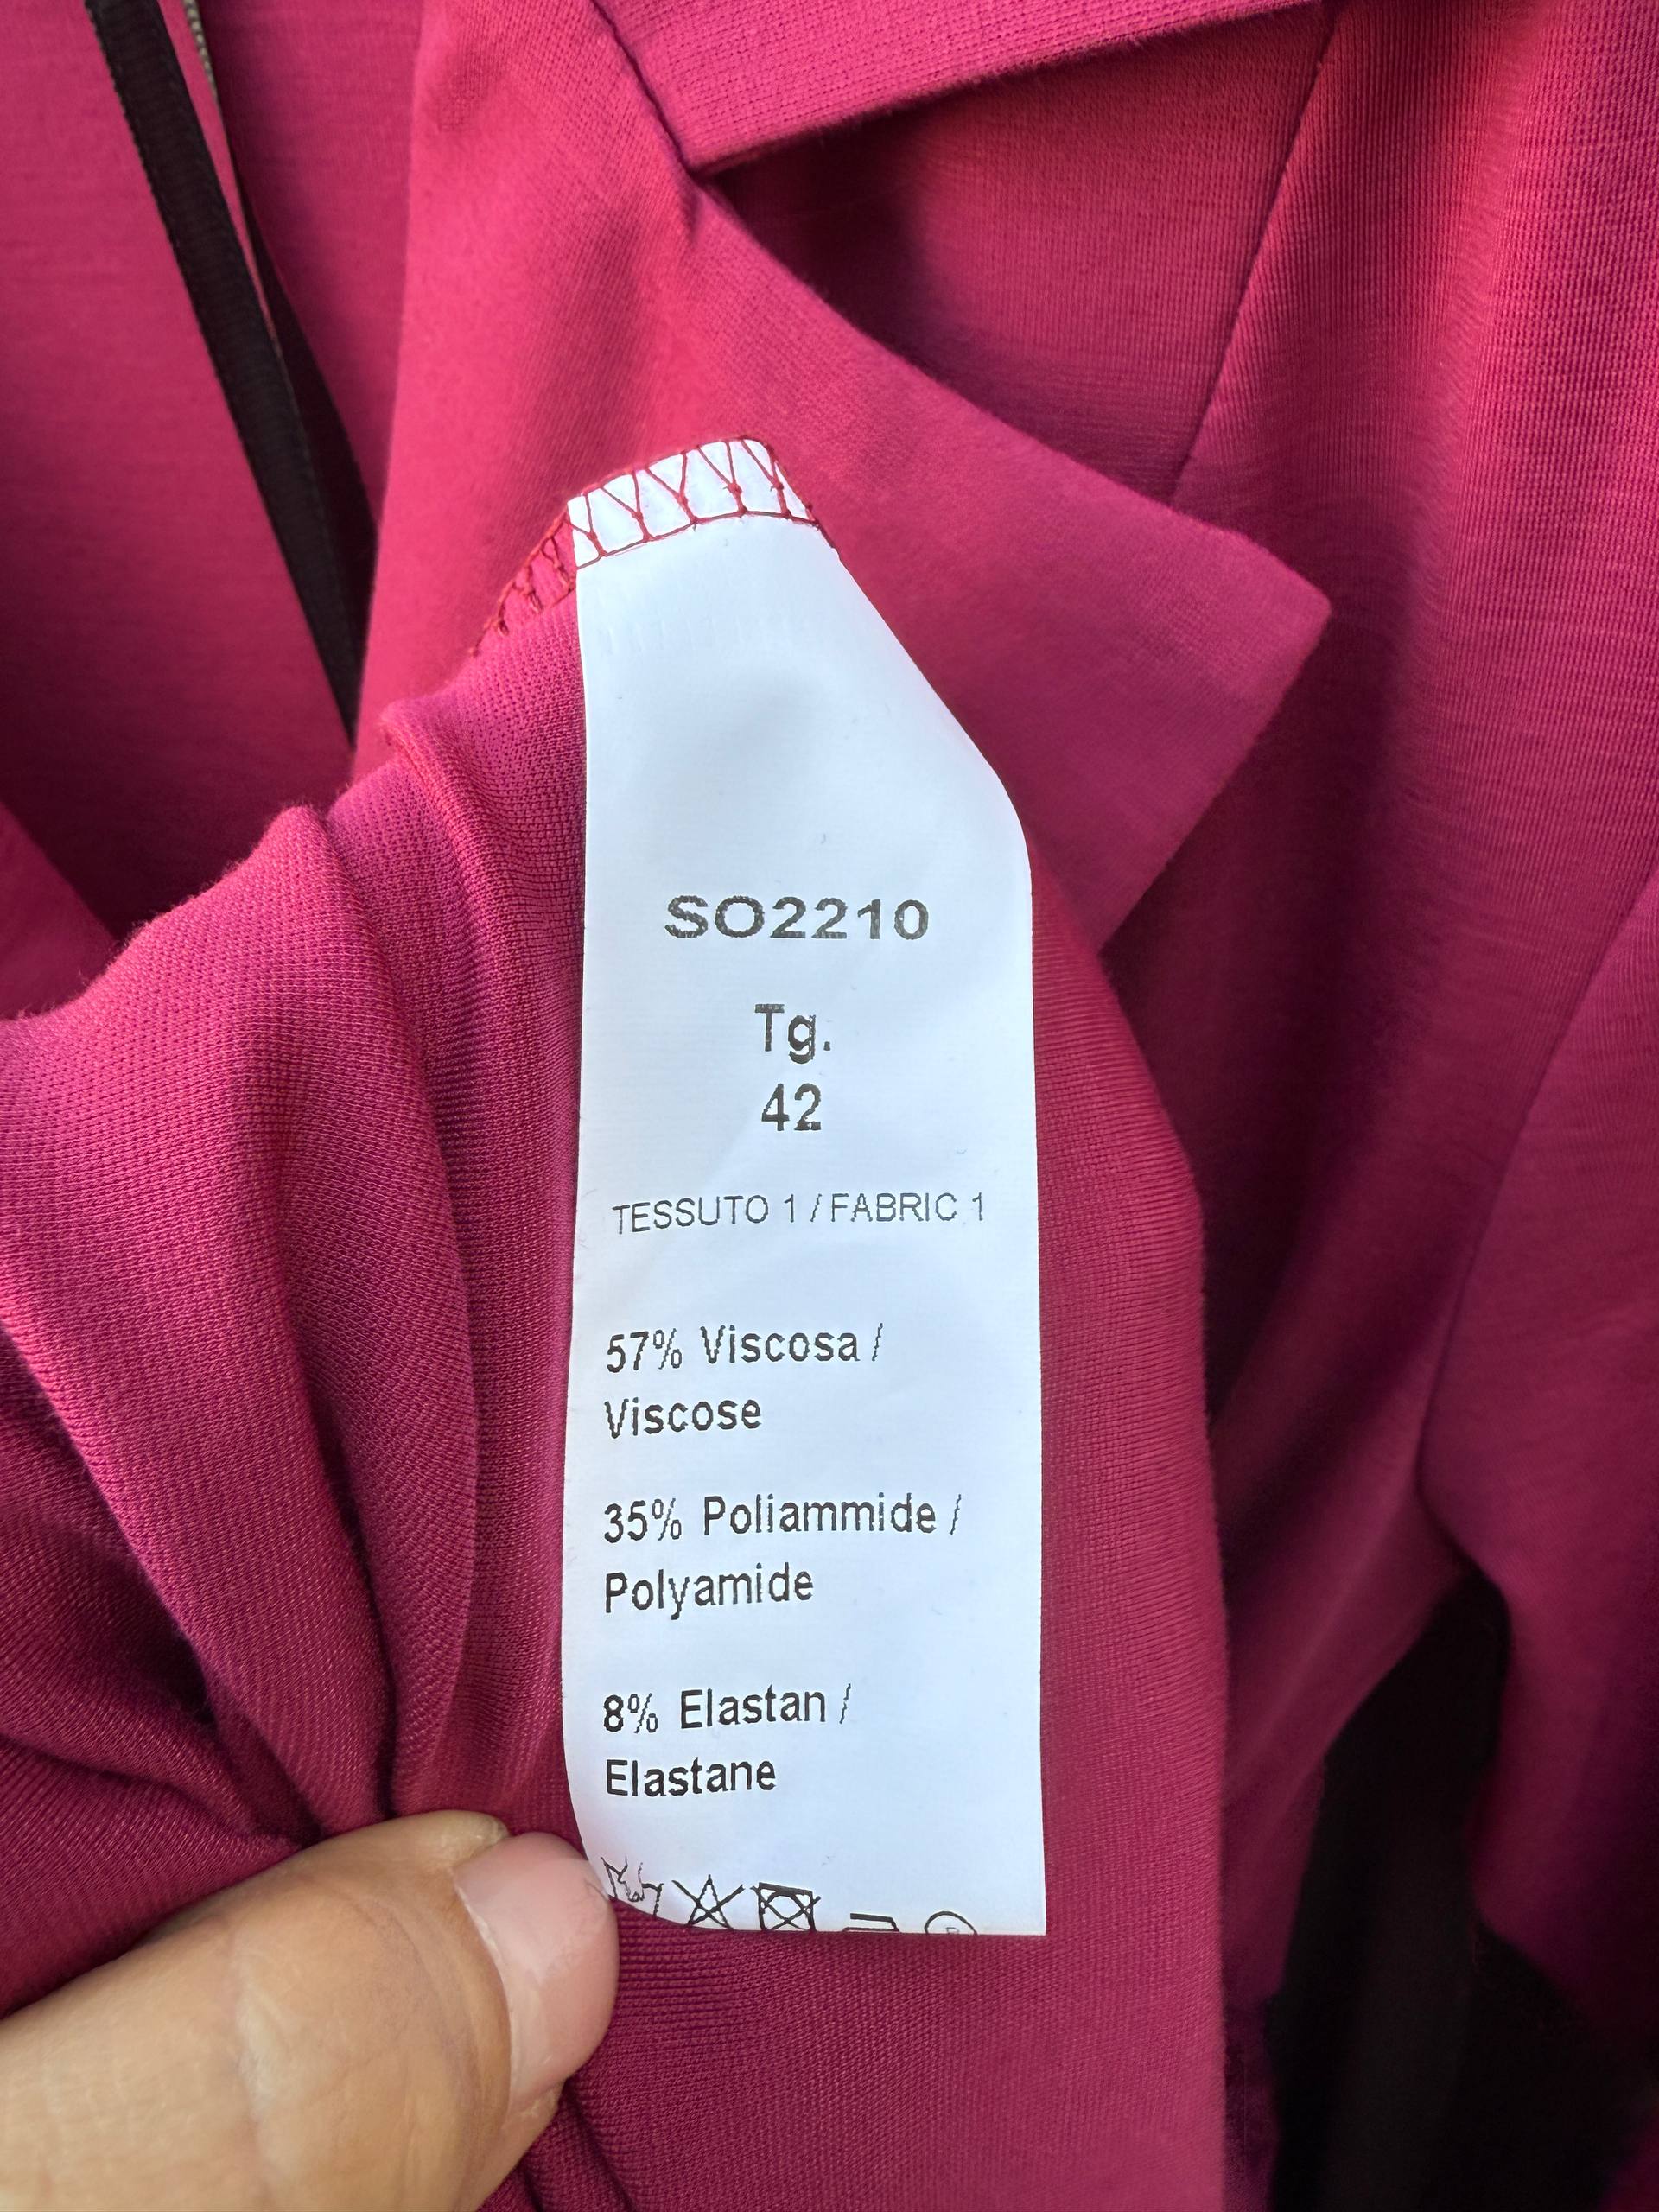 SO2210
Tg.
42
TESSUTO 1 / FABRIC 1
57% Viscosa /
Viscose
35% Poliammide /
Polyamide
8% Elastan /
Elastane